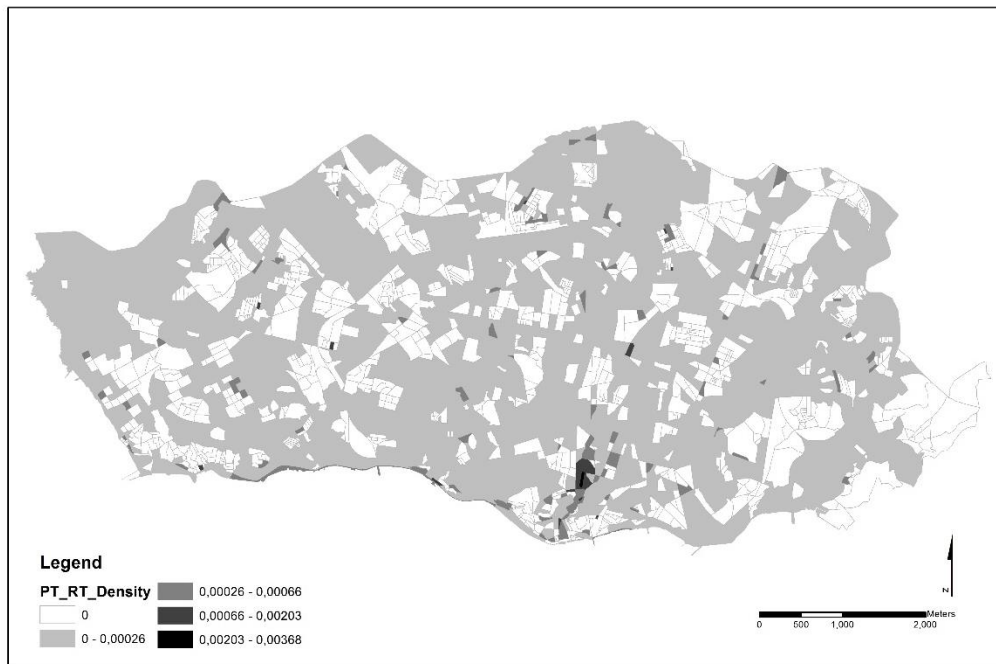 Legend
PT_RT_Density
0
0 - 0,00026
0,00026 - 0,00066
0,00066 - 0,00203
0,00203 - 0,00368
N
Meters
0 500 1,000 2,000